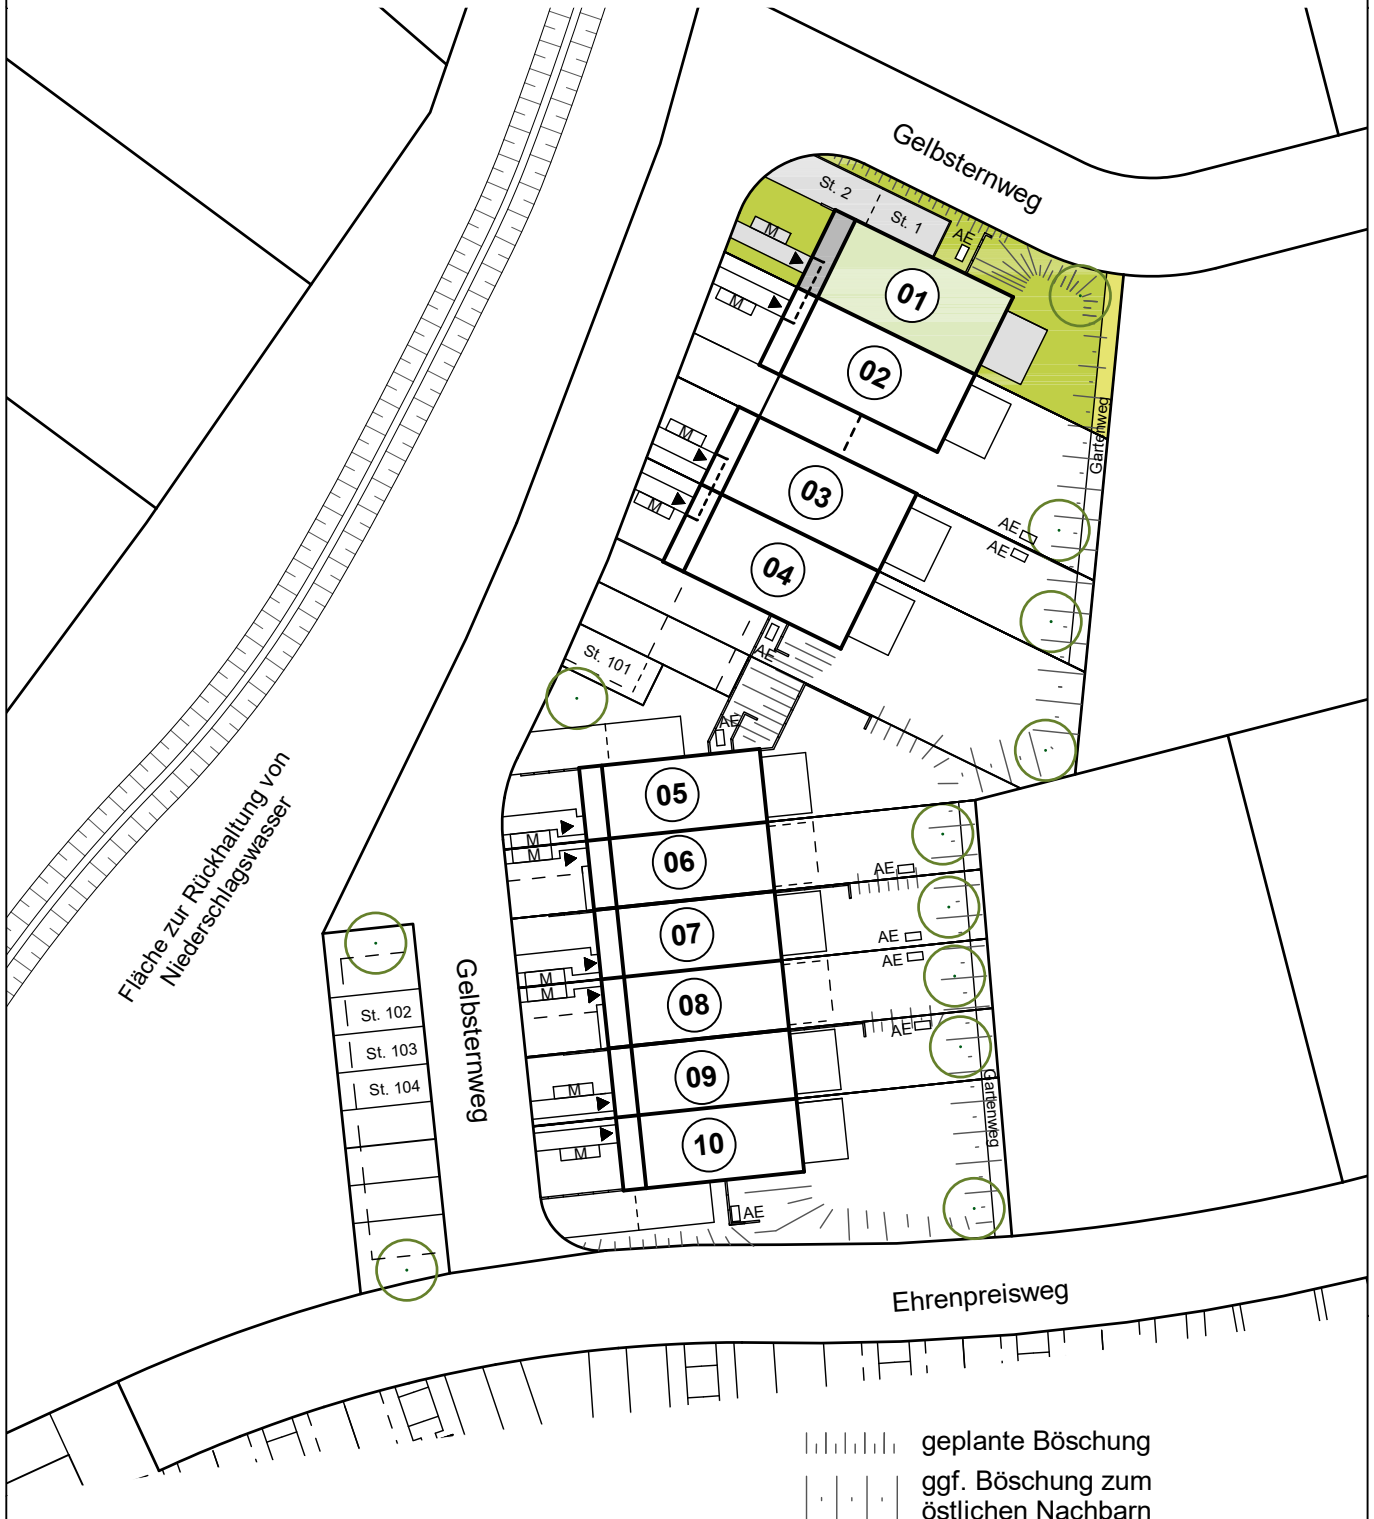 Gelbsternweg
St. 2
St. 1
AE
M
01
M
02
Gartenweg
M
03
AE
M
AE
04
AE
St. 101
AE
05
M
M
06
AE
Fläche zur Rückhaltung von
Niederschlagswasser
07
AE
AE
M
M
08
AE
Gelbsternweg
St. 102
St. 103
St. 104
09
M
Gartenweg
10
M
AE
Ehrenpreisweg
geplante Böschung
ggf. Böschung zum
östlichen Nachbarn